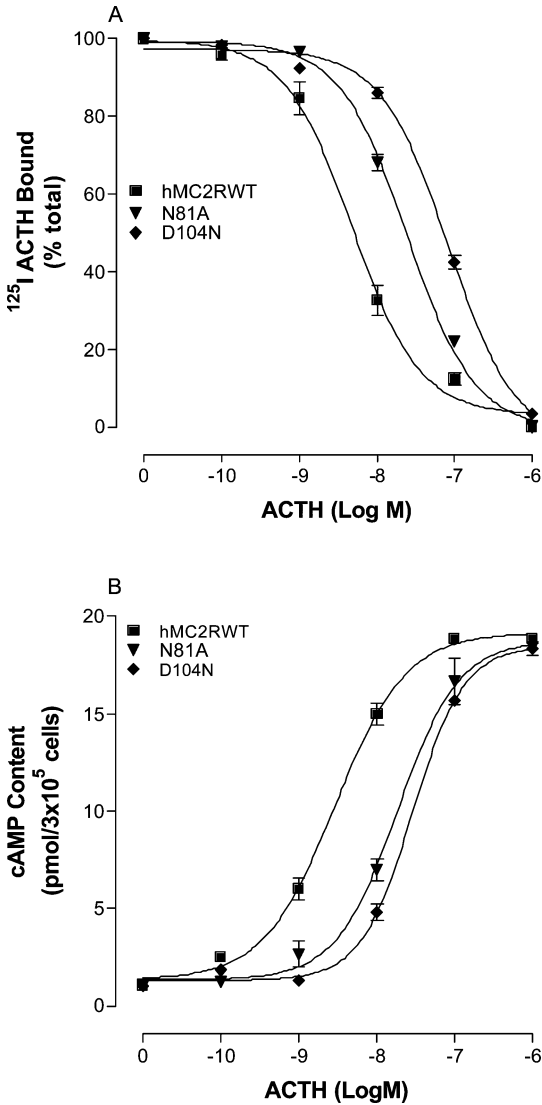 A
100
80
60
40
20
0
125I ACTH Bound
(% total)
hMC2RWT
N81A
D104N
0 -10 -9 -8 -7 -6
ACTH (Log M)
B
20
15
10
5
0
cAMP Content
(pmol/3x10^5 cells)
hMC2RWT
N81A
D104N
0 -10 -9 -8 -7 -6
ACTH (LogM)